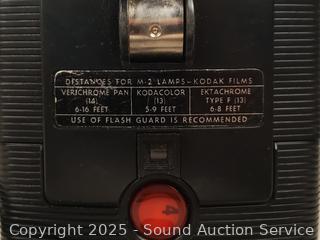 DISTANCES FOR M-2 LAMPS-KODAK FILMS
VERICHROME PAN KODACOLOR EKTACHROME
(14) (13) TYPE F (13)
6-16 FEET 5-9 FEET 6-8 FEET
USE OF FLASH GUARD IS RECOMMENDED
4
Copyright 2025 - Sound Auction Service